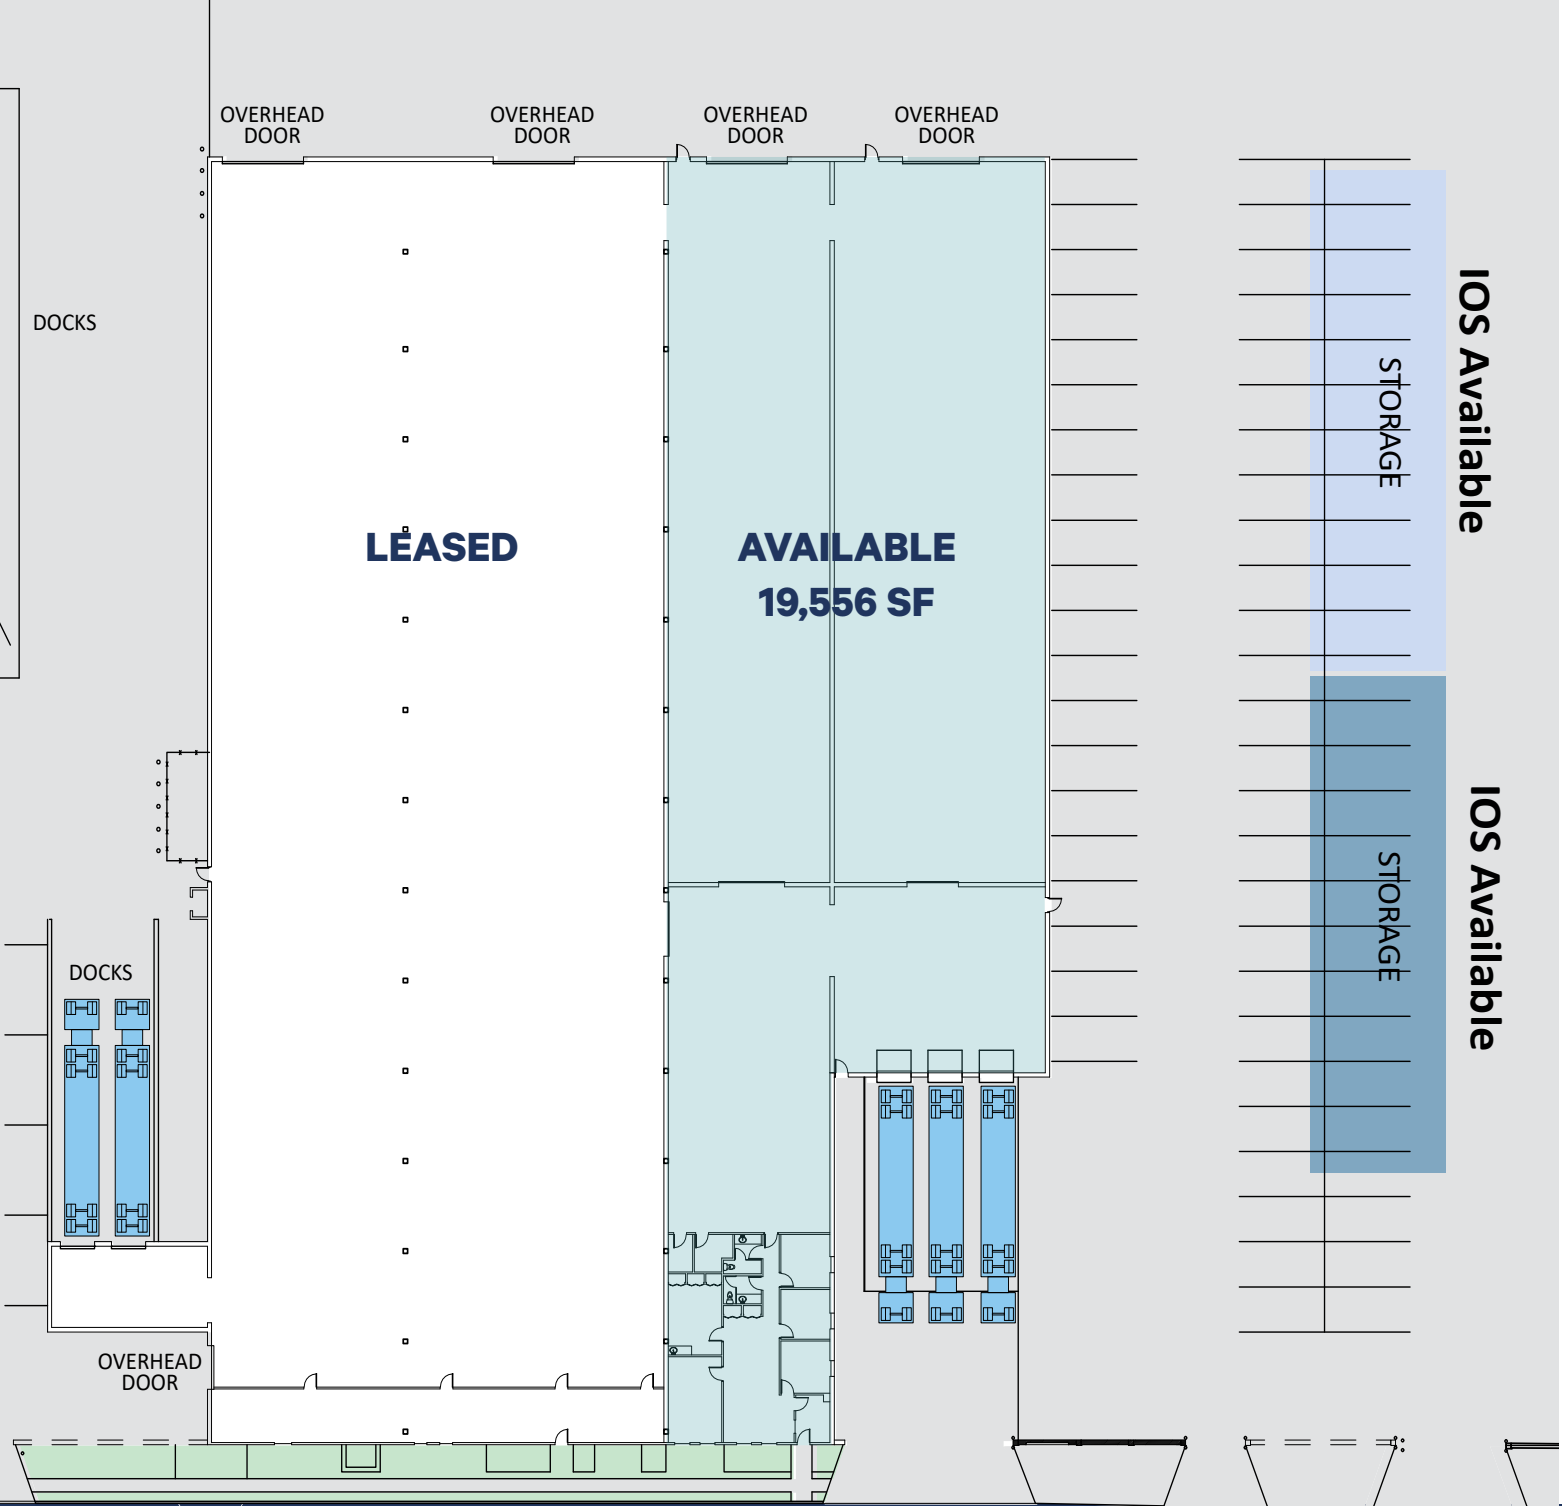 OVERHEAD
DOOR
OVERHEAD
DOOR
OVERHEAD
DOOR
OVERHEAD
DOOR
DOCKS
IOS Available
STORAGE
LEASED
AVAILABLE
19,556 SF
IOS Available
STORAGE
DOCKS
OVERHEAD
DOOR